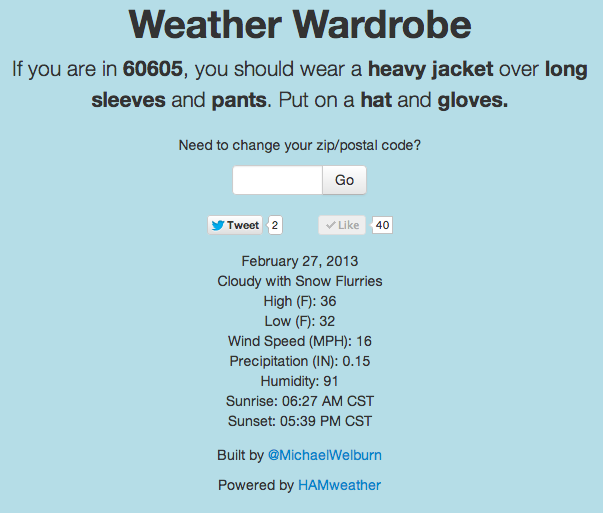 Weather Wardrobe
If you are in 60605, you should wear a heavy jacket over long
sleeves and pants. Put on a hat and gloves.
Need to change your zip/postal code?
Go
Tweet 2 Like 40
February 27, 2013
Cloudy with Snow Flurries
High (F): 36
Low (F): 32
Wind Speed (MPH): 16
Precipitation (IN): 0.15
Humidity: 91
Sunrise: 06:27 AM CST
Sunset: 05:39 PM CST
Built by @MichaelWelburn
Powered by HAMweather